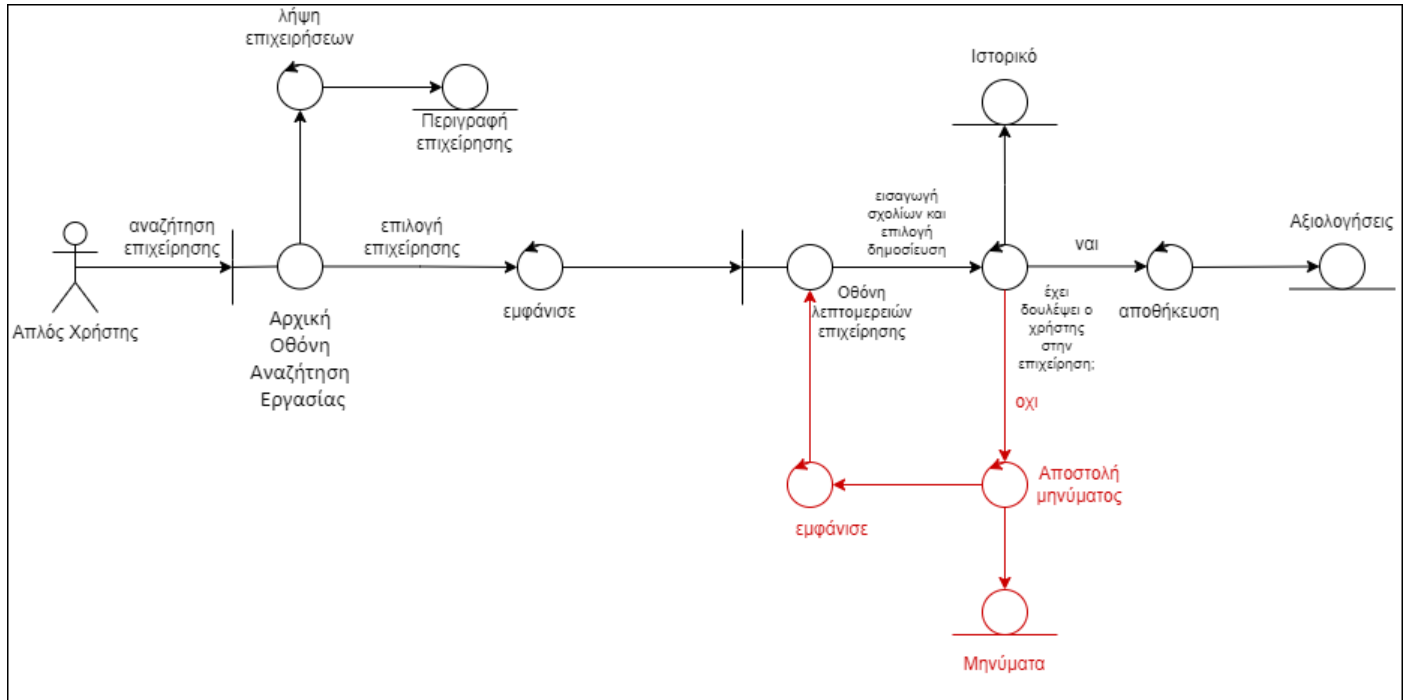 λήψη
επιχειρήσεων
Περιγραφή
επιχείρησης
Ιστορικό
αναζήτηση
επιχείρησης
επιλογή
επιχείρησης
εισαγωγή
σχολίων και
επιλογή
δημοσίευση
ναι
Αξιολογήσεις
Απλός Χρήστης
Αρχική
Οθόνη
Αναζήτηση
Εργασίας
εμφάνισε
Οθόνη
λεπτομερειών
επιχείρησης
έχει
δουλέψει ο
χρήστης
στην
επιχείρηση;
αποθήκευση
οχι
Αποστολή
μηνύματος
εμφάνισε
Μηνύματα